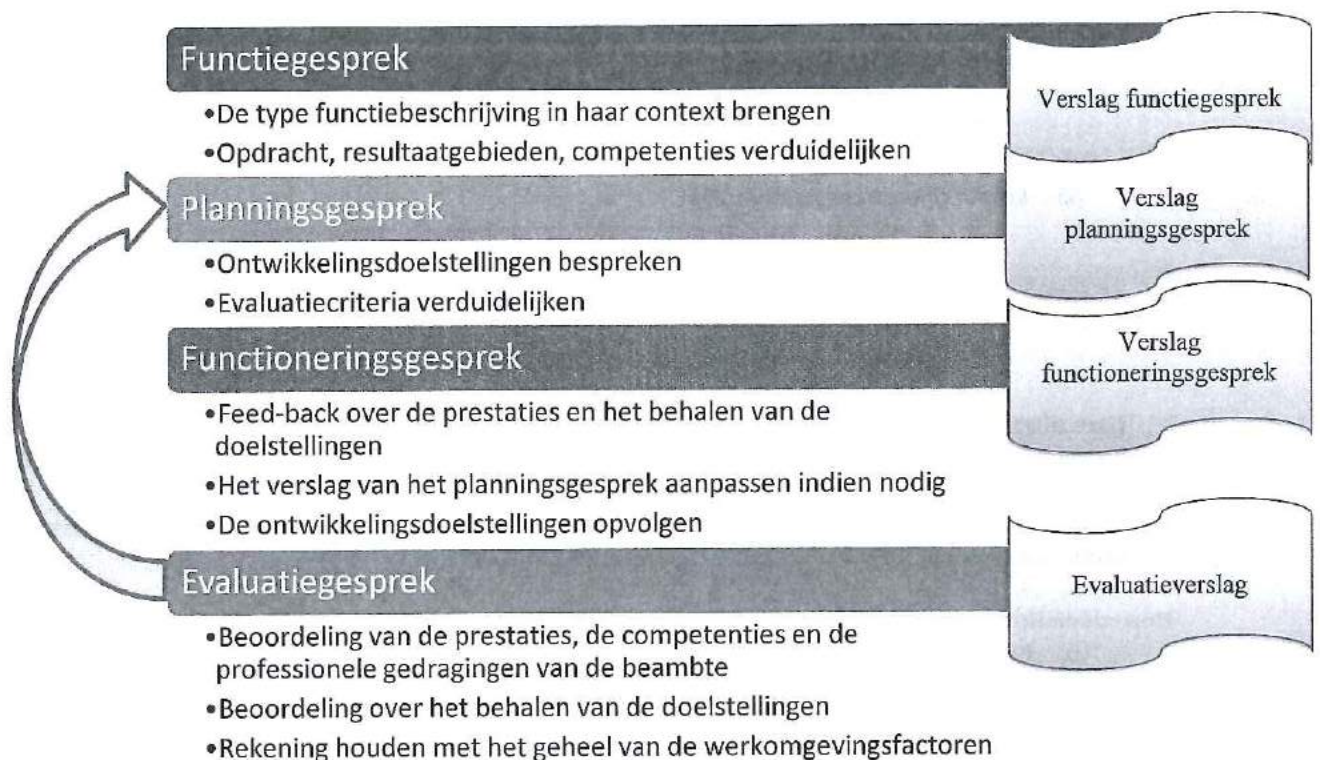 Functiegesprek
Verslag functiegesprek
•De type functiebeschrijving in haar context brengen
•Opdracht, resultaatgebieden, competenties verduidelijken
Planningsgesprek
Verslag
planningsgesprek
•Ontwikkelingsdoelstellingen bespreken
•Evaluatiecriteria verduidelijken
Functioneringsgesprek
Verslag
functioneringsgesprek
•Feed-back over de prestaties en het behalen van de
doelstellingen
•Het verslag van het planningsgesprek aanpassen indien nodig
•De ontwikkelingsdoelstellingen opvolgen
Evaluatiegesprek
Evaluatieverslag
•Beoordeling van de prestaties, de competenties en de
professionele gedragingen van de beambte
•Beoordeling over het behalen van de doelstellingen
•Rekening houden met het geheel van de werkomgevingsfactoren